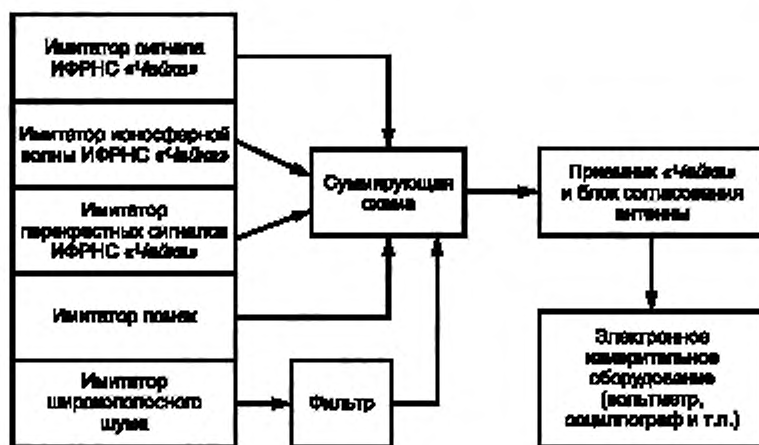 Имитатор сигнала
ИФРНС «Чайка»
Имитатор ионосферной
волны ИФРНС «Чайка»
Имитатор
перекрестных сигналов
ИФРНС «Чайка»
Имитатор помех
Имитатор
широкополосного
шума
Фильтр
Суммирующая
схема
Приемник «Чайка»
и блок согласования
антенны
Электронное
измерительное
оборудование
(вольтметр,
осциллограф и т.п.)